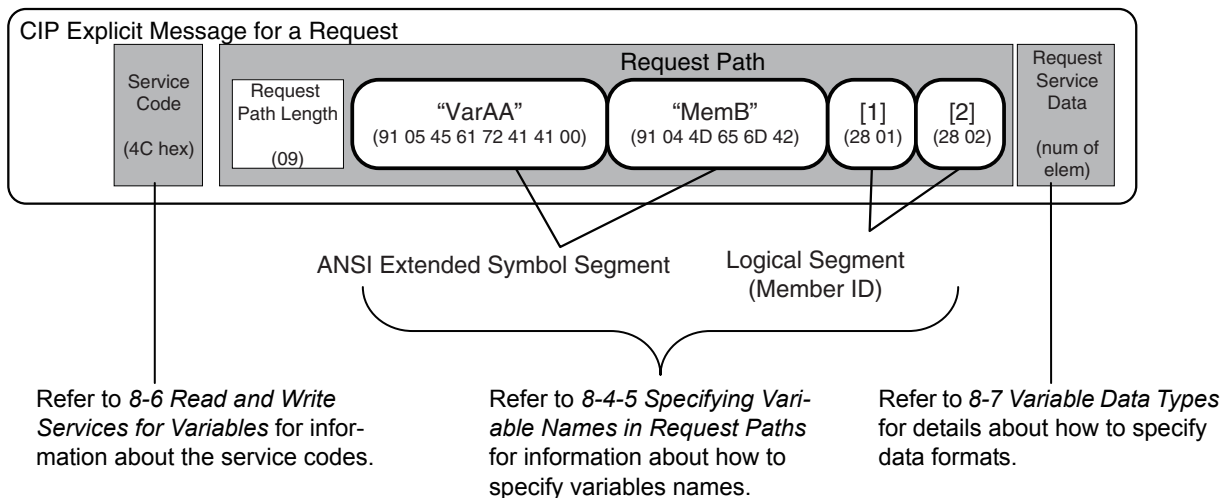 CIP Explicit Message for a Request
Service
Code
(4C hex)
Request Path
Request
Path Length
(09)
“VarAA”
(91 05 45 61 72 41 41 00)
“MemB”
(91 04 4D 65 6D 42)
[1]
(28 01)
[2]
(28 02)
Request
Service
Data
(num of
elem)
ANSI Extended Symbol Segment
Logical Segment
(Member ID)
Refer to 8-6 Read and Write
Services for Variables for infor-
mation about the service codes.
Refer to 8-4-5 Specifying Vari-
able Names in Request Paths
for information about how to
specify variables names.
Refer to 8-7 Variable Data Types
for details about how to specify
data formats.